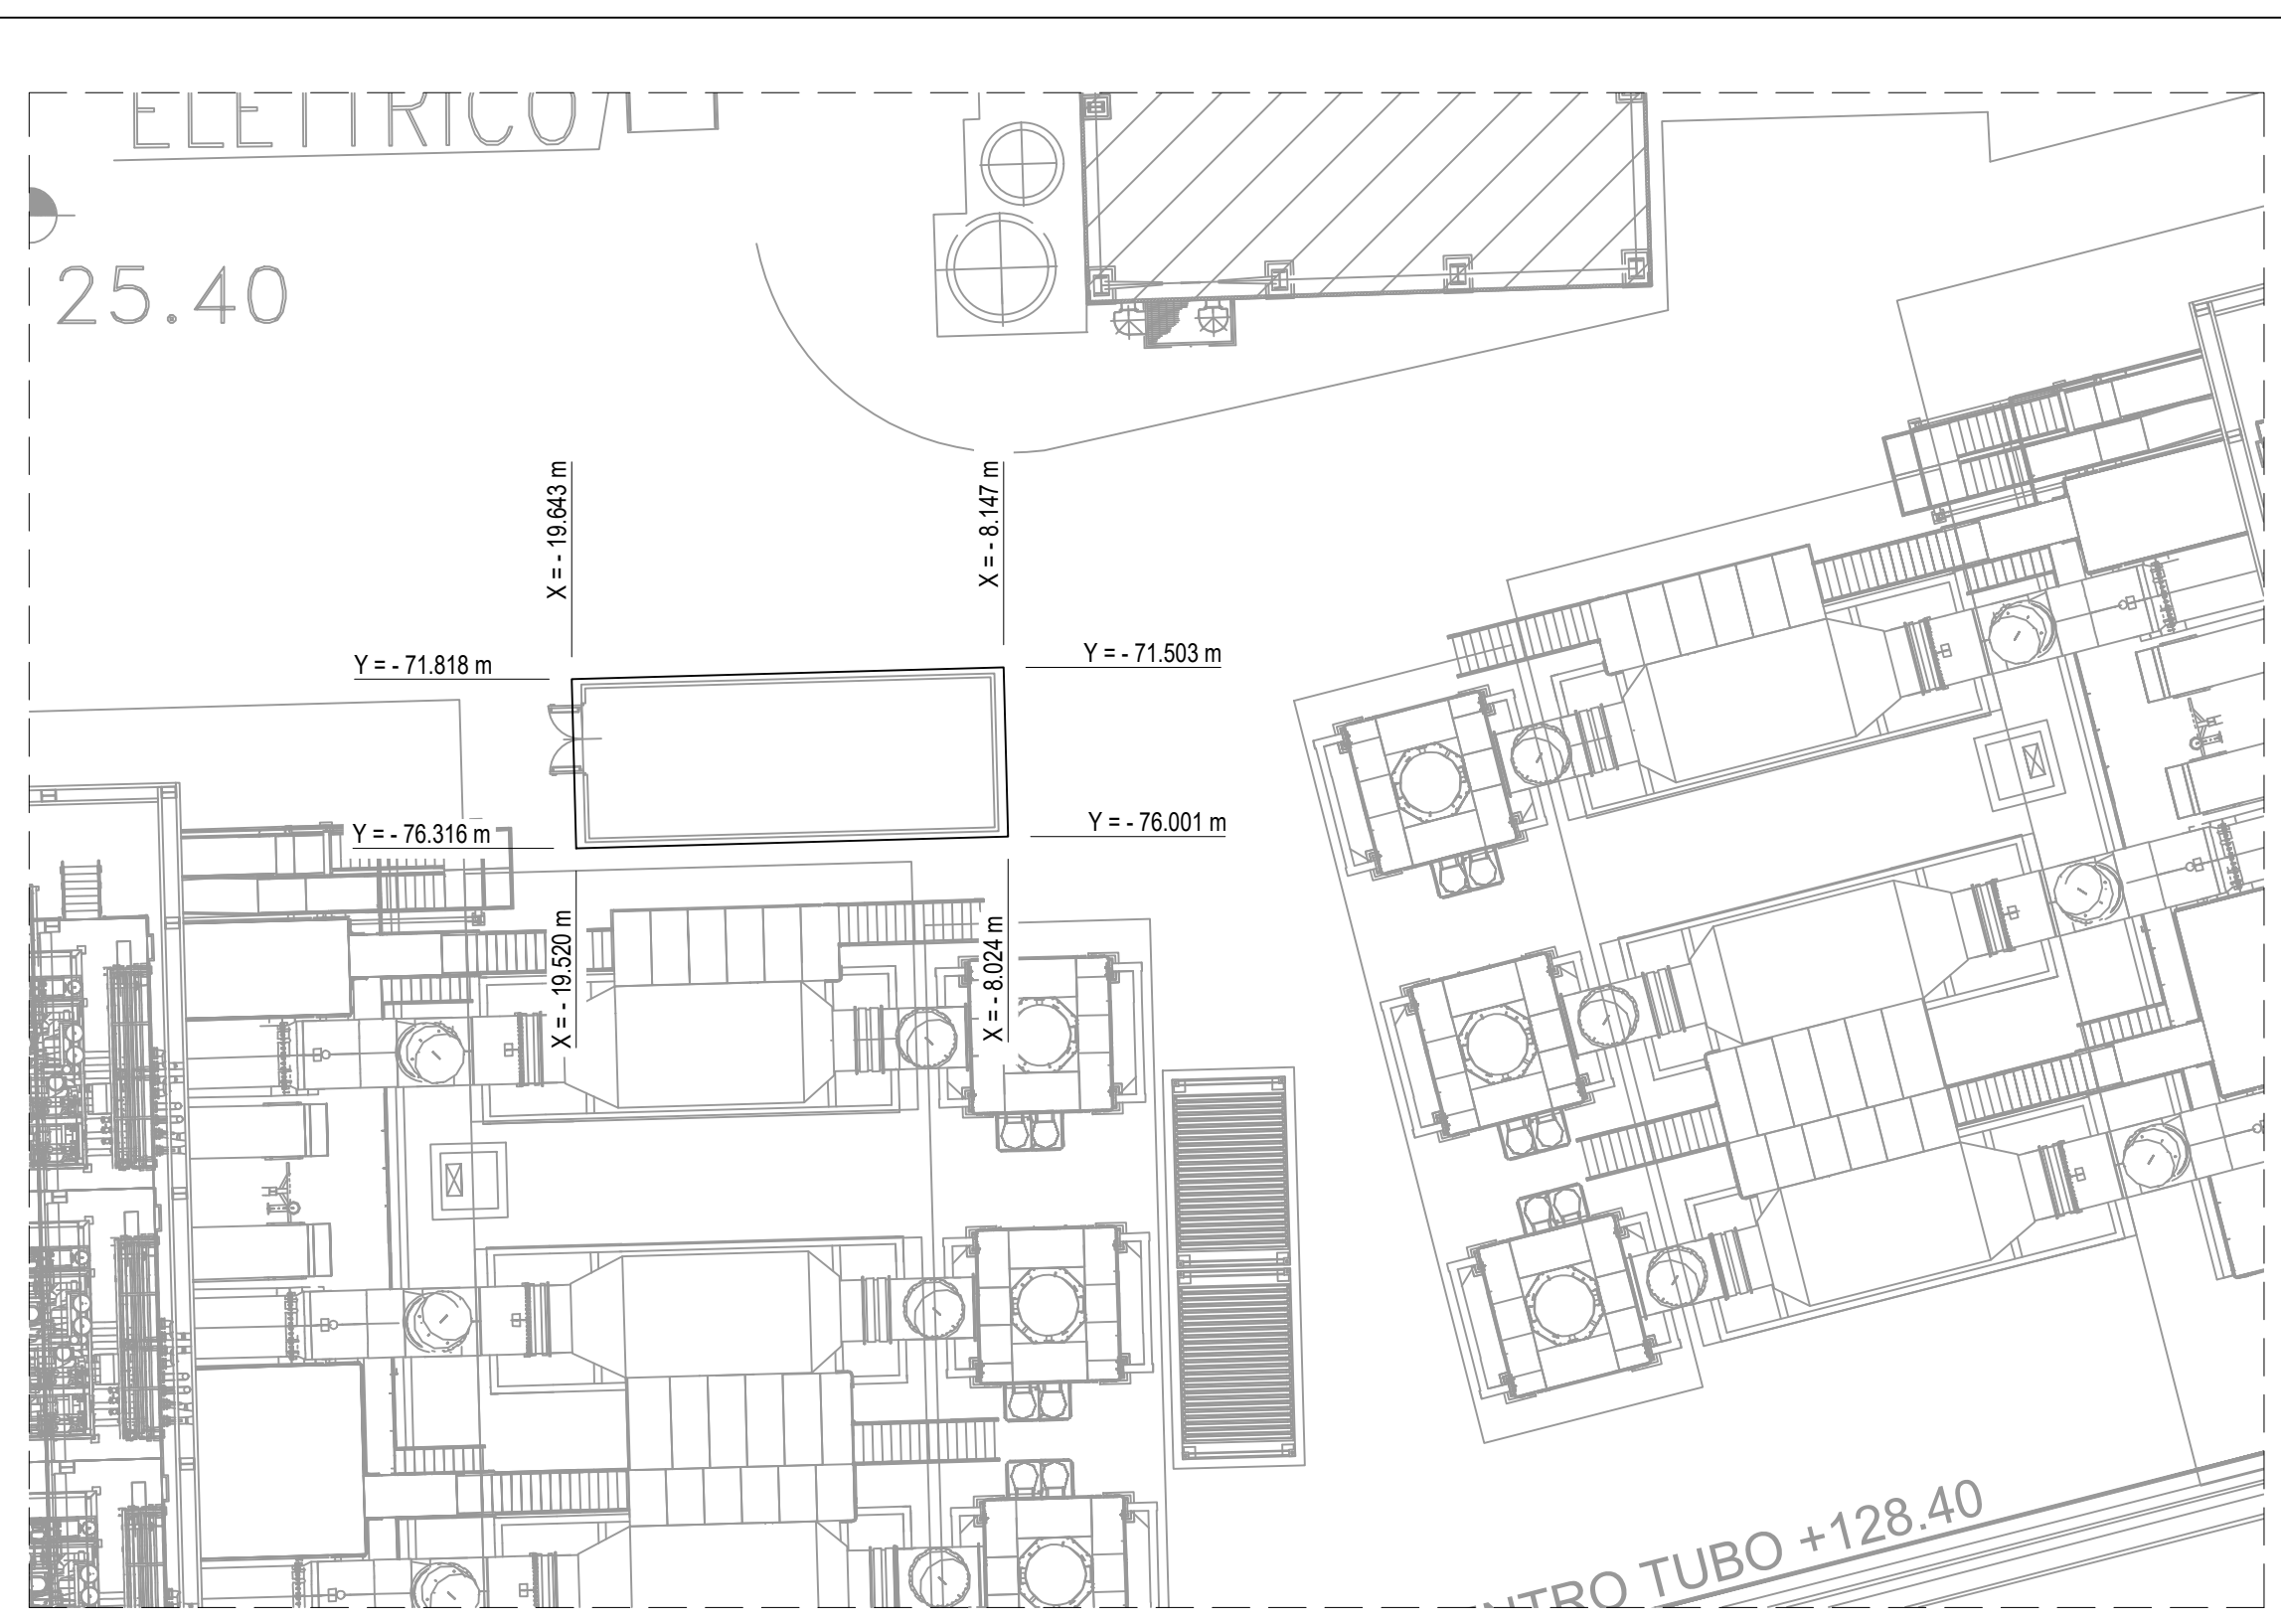 ELETTRICO
25.40
X = - 19.643 m
X = - 8.147 m
Y = - 71.818 m
Y = - 71.503 m
Y = - 76.316 m
Y = - 76.001 m
X = - 19.520 m
X = - 8.024 m
NTRO TUBO +128.40